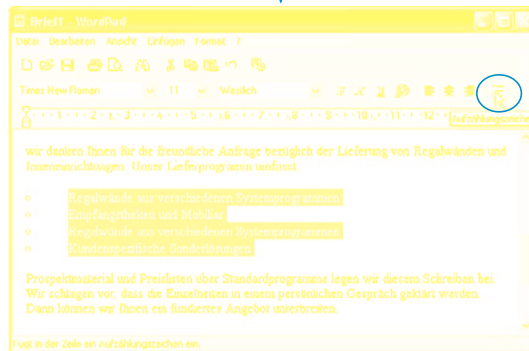 Brief1 - WordPad
Datei Bearbeiten Ansicht Einfügen Format ?
Times New Roman 11 Westlich
Aufzählungszeichen
wir danken Ihnen für die freundliche Anfrage bezüglich der Lieferung von Regalwänden und
Inneneinrichtungen. Unser Lieferprogramm umfasst
Regalwände aus verschiedenen Systemprogrammen
Empfangstheken und Mobiliar
Regalwände aus verschiedenen Systemprogrammen
Kundenspezifische Sonderlösungen
Prospektmaterial und Preislisten über Standardprogramme legen wir diesem Schreiben bei.
Wir schlagen vor, dass die Einzelheiten in einem persönlichen Gespräch geklärt werden.
Dann können wir Ihnen ein fundiertes Angebot unterbreiten.
Fügt in der Zeile ein Aufzählungszeichen ein.